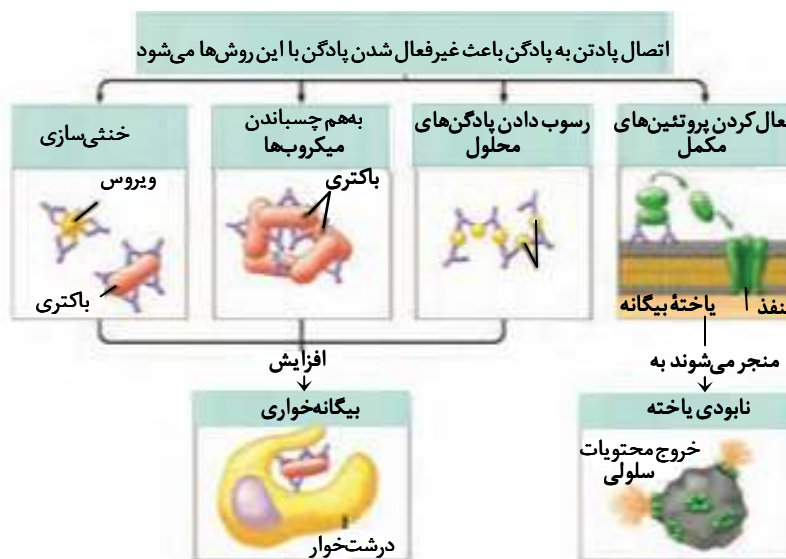 اتصال پادتن به پادگن باعث غیرفعال شدن پادگن با این روش‌ها می‌شود
فعال کردن پروتئین‌های
مکمل
منفذ
یاختهٔ بیگانه
رسوب دادن پادگن‌های
محلول
به‌هم چسباندن
میکروب‌ها
باکتری
خنثی‌سازی
ویروس
باکتری
منجر می‌شوند به
افزایش
نابودی یاخته
خروج محتویات
سلولی
بیگانه‌خواری
درشت‌خوار